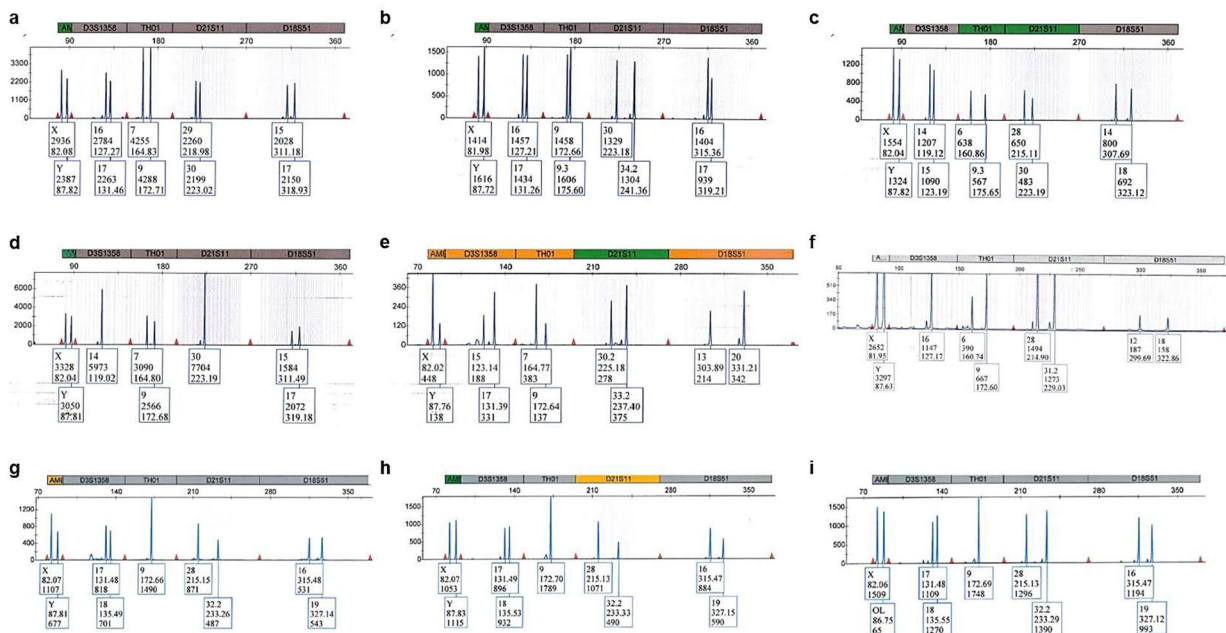 a
AM D3S1358 TH01 D21S11 D18S51
90 180 270 360
3300
2200
1100
0
X 16 7 29 15
2936 2784 4255 2260 2028
82.08 127.27 164.83 218.98 311.18
Y 17 9 30 17
2387 2263 4288 2199 2150
87.82 131.46 172.71 223.02 318.93
b
AM D3S1358 TH01 D21S11 D18S51
90 180 270 360
1500
1000
500
0
X 16 9 30 16
1414 1457 1458 1329 1404
81.98 127.21 172.66 223.18 315.36
Y 17 9.3 34.2 17
1616 1434 1606 1304 939
87.72 131.26 175.60 241.36 319.21
c
AM D3S1358 TH01 D21S11 D18S51
90 180 270 360
1200
800
400
0
X 14 6 28 14
1554 1207 638 650 800
82.04 119.12 160.86 215.11 307.69
Y 15 9.3 30 18
1324 1090 567 483 692
87.82 123.19 175.65 223.19 323.12
d
D3S1358 TH01 D21S11 D18S51
90 180 270 360
6000
4000
2000
0
X 14 7 30 15
3328 5973 3090 7704 1584
82.04 119.02 164.80 223.19 311.49
Y 9 17
3050 2566 2072
87.81 172.68 319.18
e
AME D3S1358 TH01 D21S11 D18S51
70 140 210 280 350
360
240
120
0
X 15 7 30.2 13 20
82.02 123.14 164.77 225.18 303.89 331.21
448 188 383 278 214 342
Y 17 9 33.2
87.76 131.39 172.64 237.40
138 331 137 375
f
A... D3S1358 TH01 D21S11 D18S51
50 100 150 200 250 300 350
510
340
170
0
X 16 6 28 12 18
2652 1147 390 1494 187 158
81.95 127.17 160.74 214.90 299.69 322.86
Y 9 31.2
3297 667 1273
87.63 172.60 229.03
g
AME D3S1358 TH01 D21S11 D18S51
70 140 210 280 350
1200
800
400
0
X 17 9 28 16
82.07 131.48 172.66 215.15 315.48
1107 818 1490 871 531
Y 18 32.2 19
87.81 135.49 233.26 327.14
677 701 487 543
h
AME D3S1358 TH01 D21S11 D18S51
70 140 210 280 350
1500
1000
500
0
X 17 9 28 16
82.07 131.49 172.70 215.13 315.47
1053 896 1789 1071 884
Y 18 32.2 19
87.83 135.53 233.33 327.15
1115 932 490 590
i
AME D3S1358 TH01 D21S11 D18S51
70 140 210 280 350
1500
1000
500
0
X 17 9 28 16
82.06 131.48 172.69 215.13 315.47
1509 1109 1748 1296 1194
OL 18 32.2 19
86.75 135.55 233.29 327.12
65 1270 1390 993